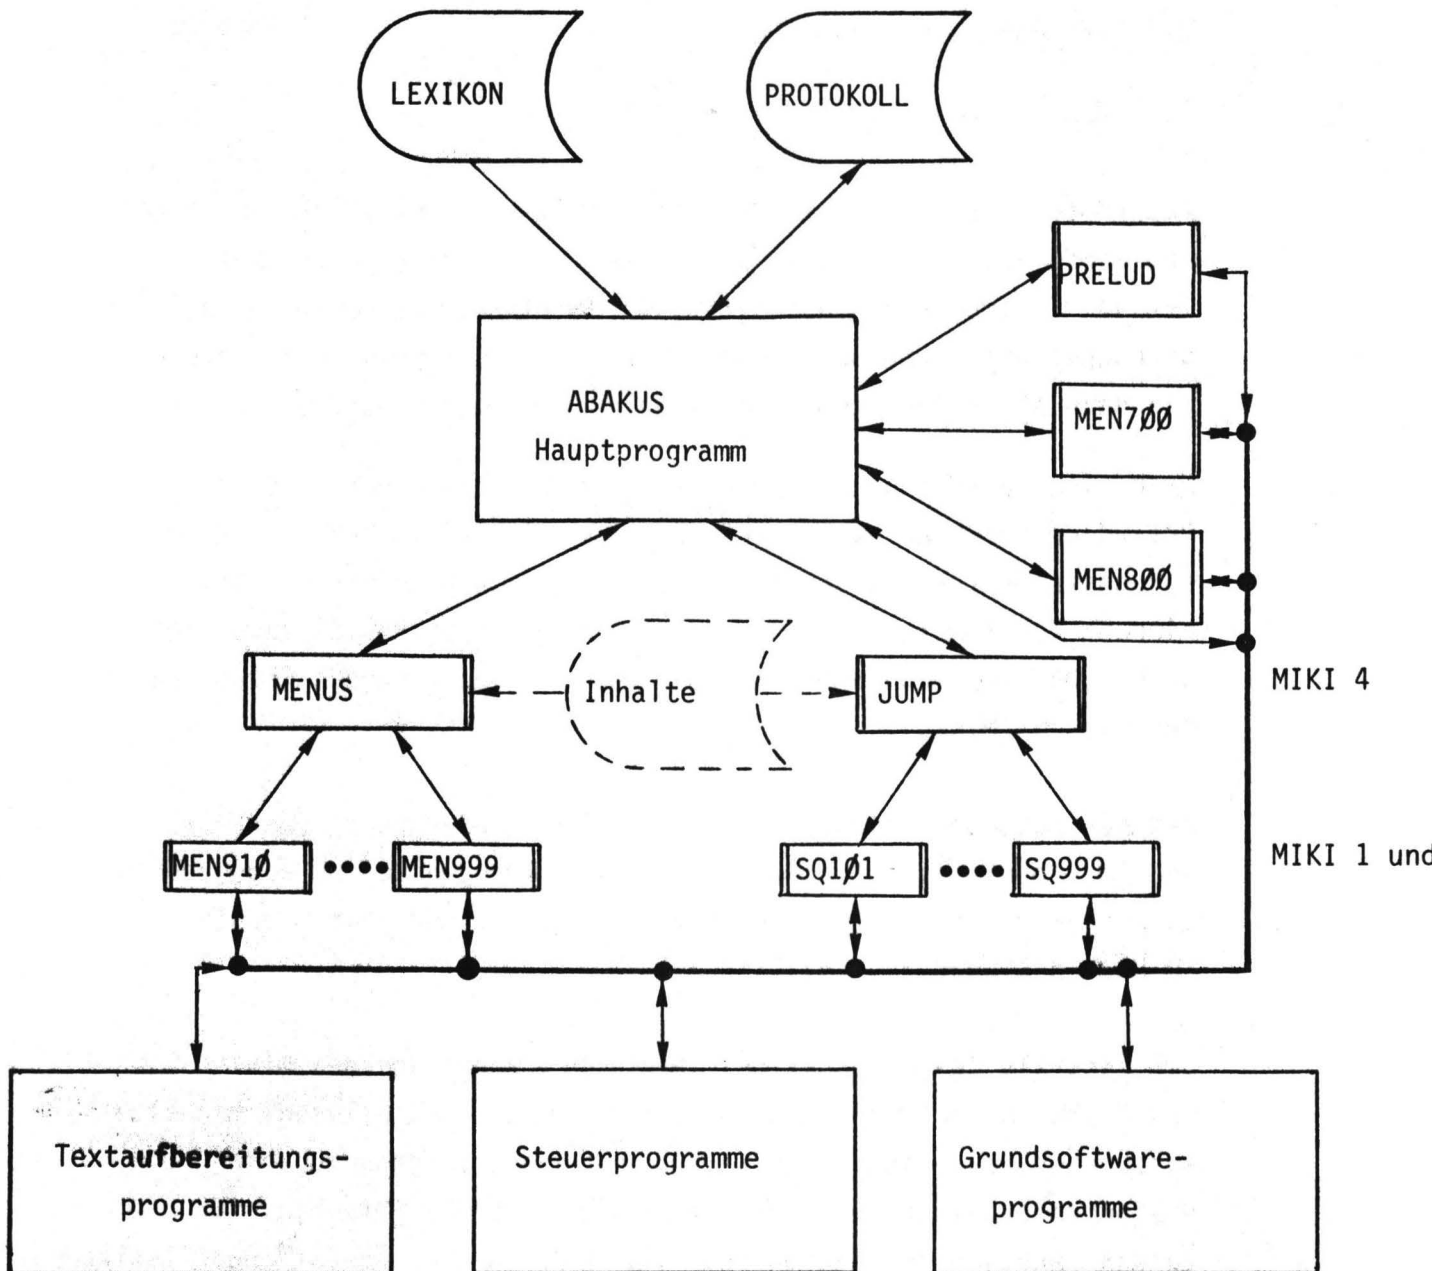 LEXIKON
PROTOKOLL
PRELUD
ABAKUS
Hauptprogramm
MEN7ØØ
MEN8ØØ
MENUS
Inhalte
JUMP
MIKI 4
MEN91Ø
MEN999
SQ1Ø1
SQ999
MIKI 1 und
Textaufbereitungs-
programme
Steuerprogramme
Grundsoftware-
programme